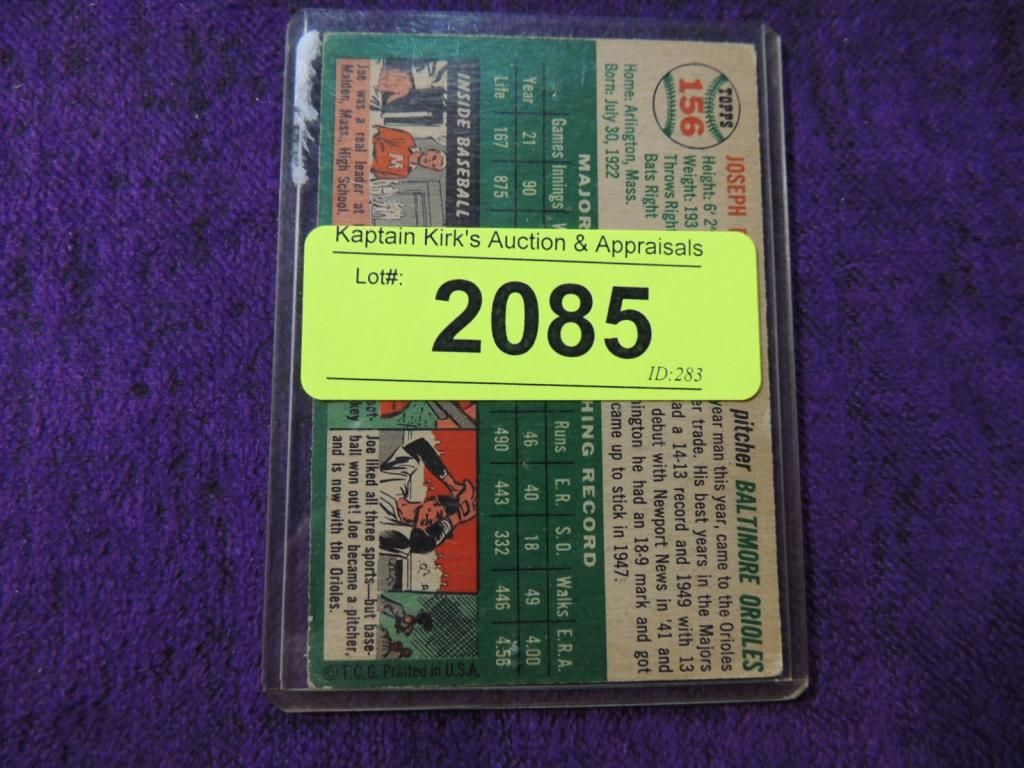 Kaptain Kirk's Auction & Appraisals
Lot#:
2085
ID:283
TOPPS
156
JOSEPH
pitcher BALTIMORE ORIOLES
Height: 6' 2"
Weight: 193
Throws Right
Bats Right
Home: Arlington, Mass.
Born: July 30, 1922
year man this year, came to the Orioles
er trade. His best years in the Majors
ad a 14-13 record and 1949 with 13
debut with Newport News in '41 and
hington he had an 18-9 mark and got
came up to stick in 1947.
MAJOR
HING RECORD
Games Innings Runs E.R. S.O. Walks E.R.A.
Year 21 90 46 40 18 49 4.00
Life 167 875 490 443 332 446 4.56
INSIDE BASEBALL
M
Joe was a real leader at
Malden, Mass. High School.
oot-
key
Joe liked all three sports—but base-
ball won out! Joe became a pitcher,
and is now with the Orioles.
© T.C.G. Printed in U.S.A.